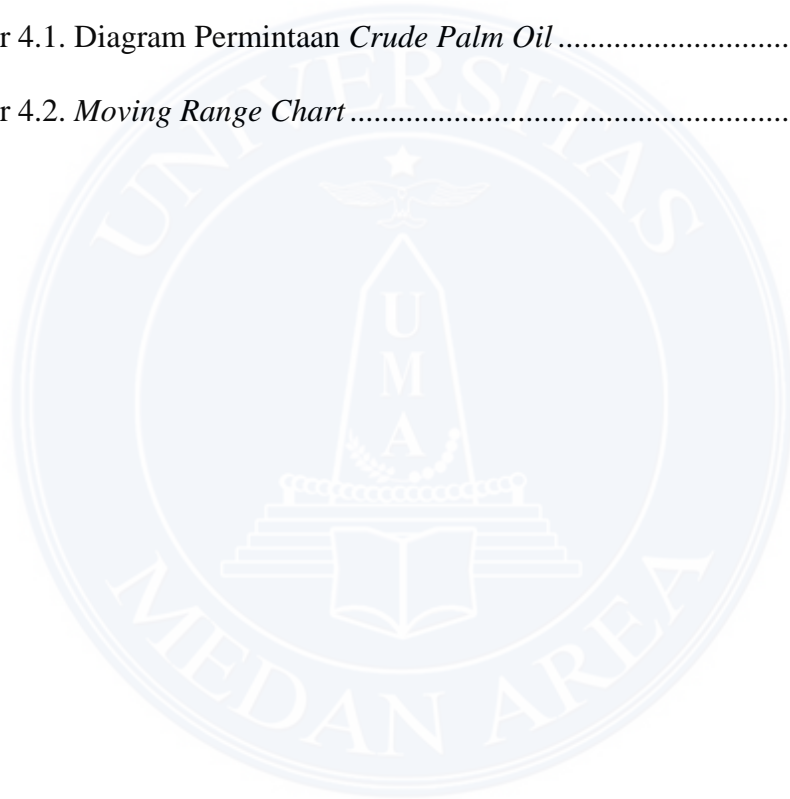 r 4.1. Diagram Permintaan Crude Palm Oil .............................
r 4.2. Moving Range Chart ......................................................
UNIVERSITAS
U
M
A
MEDAN AREA